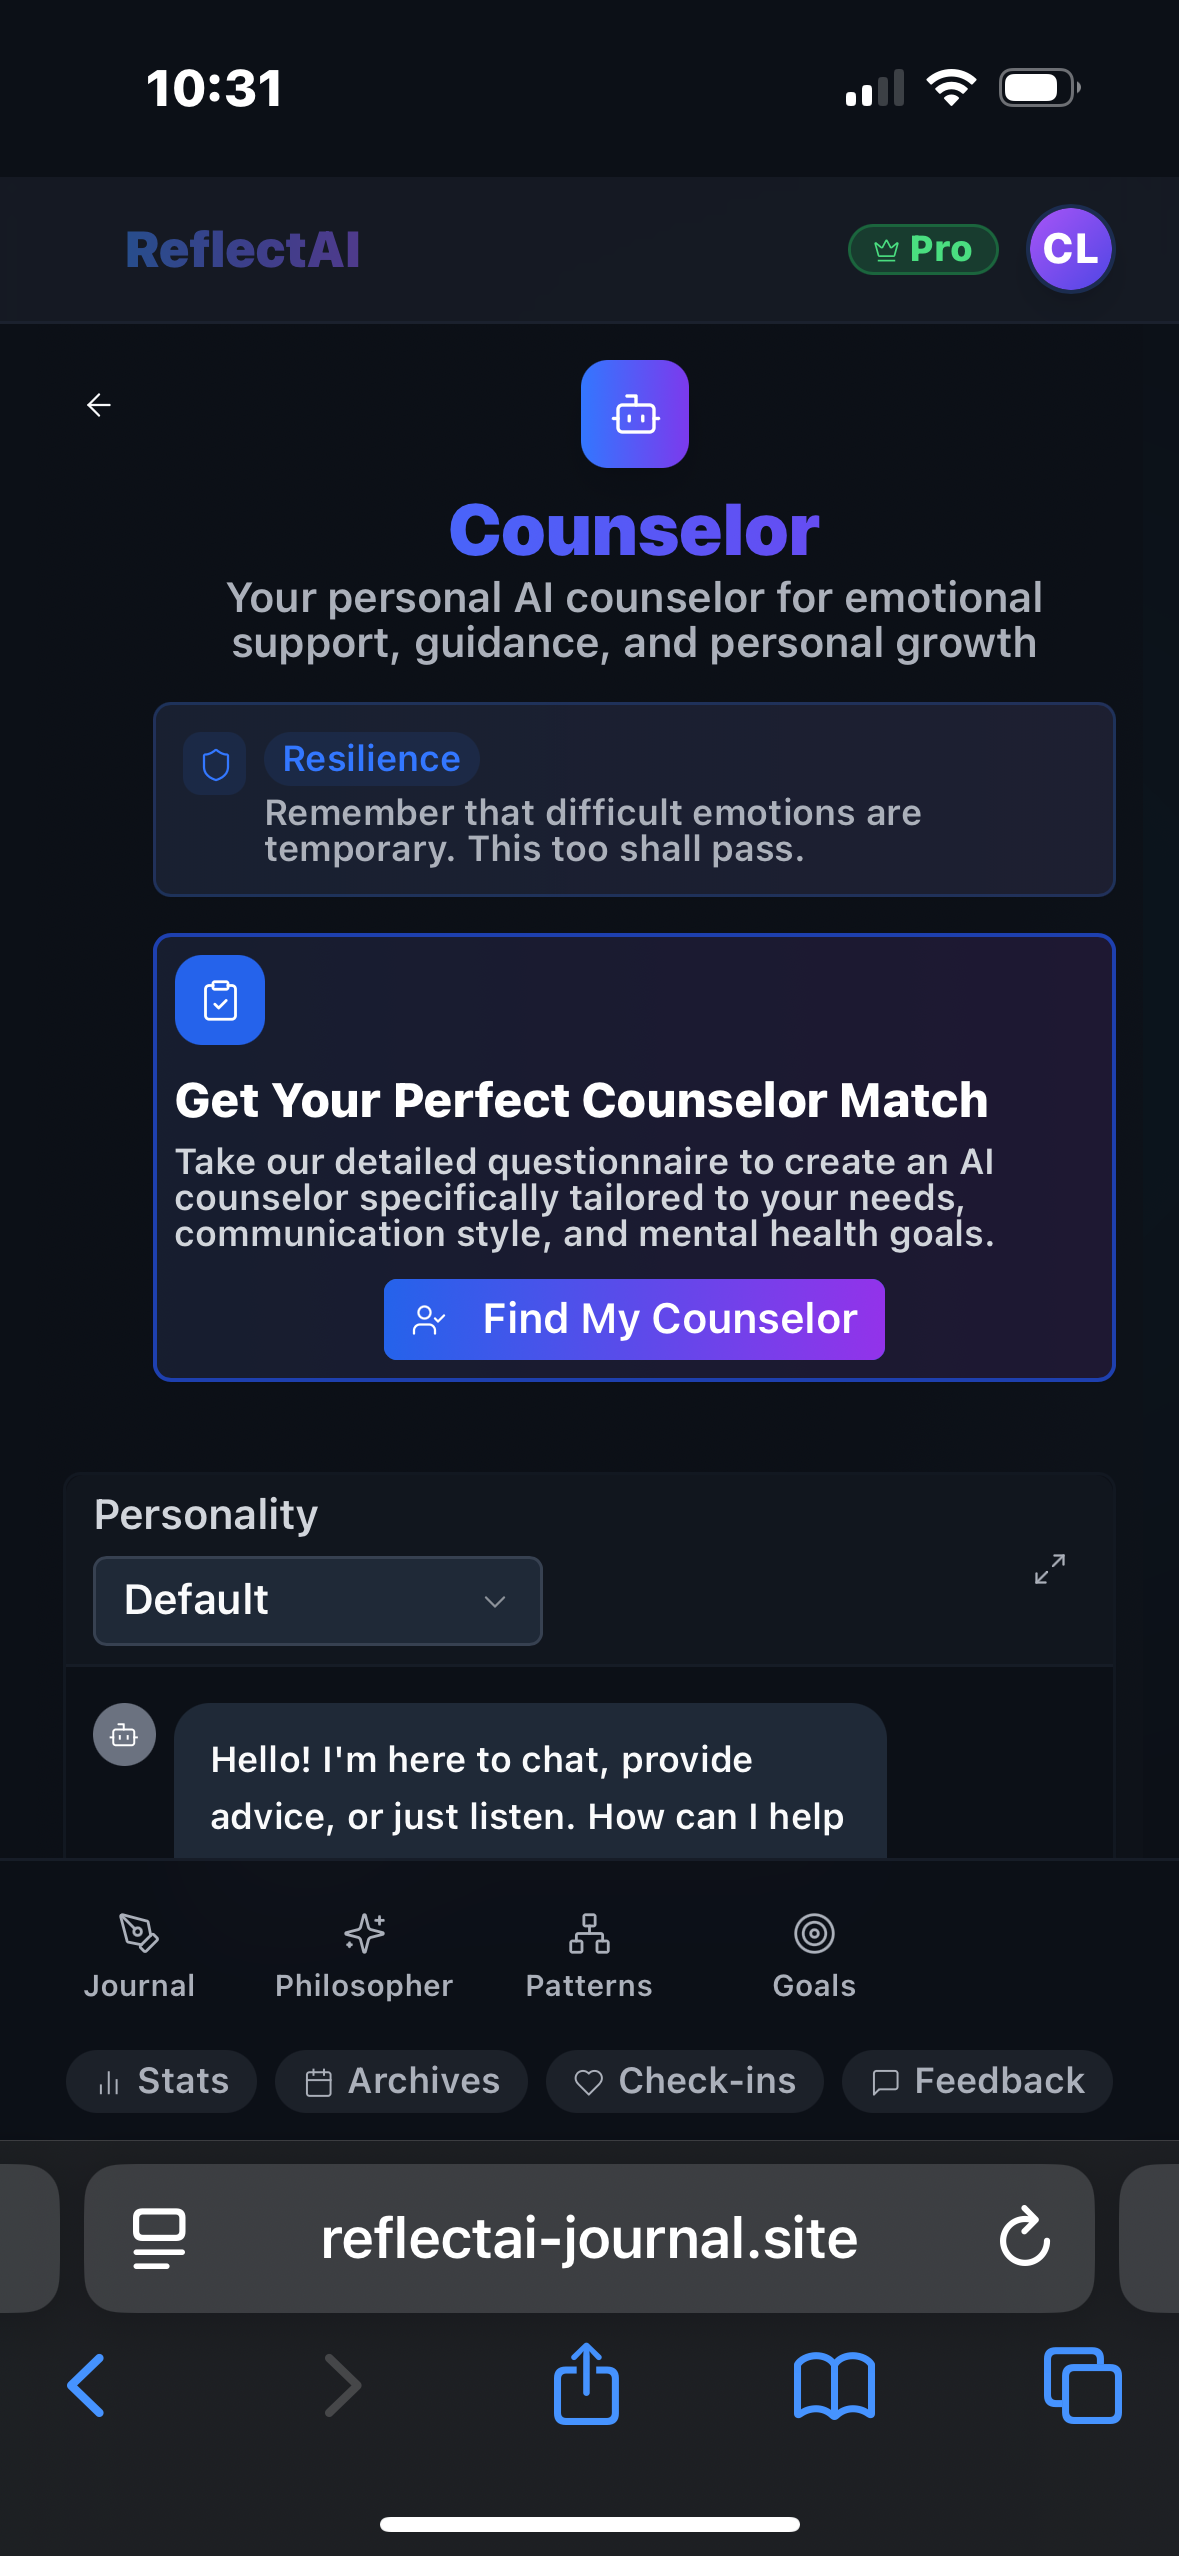 10:31
ReflectAI
Pro
CL
Counselor
Your personal AI counselor for emotional
support, guidance, and personal growth
Resilience
Remember that difficult emotions are
temporary. This too shall pass.
Get Your Perfect Counselor Match
Take our detailed questionnaire to create an AI
counselor specifically tailored to your needs,
communication style, and mental health goals.
Find My Counselor
Personality
Default
Hello! I'm here to chat, provide
advice, or just listen. How can I help
Journal Philosopher Patterns Goals
Stats Archives Check-ins Feedback
reflectai-journal.site